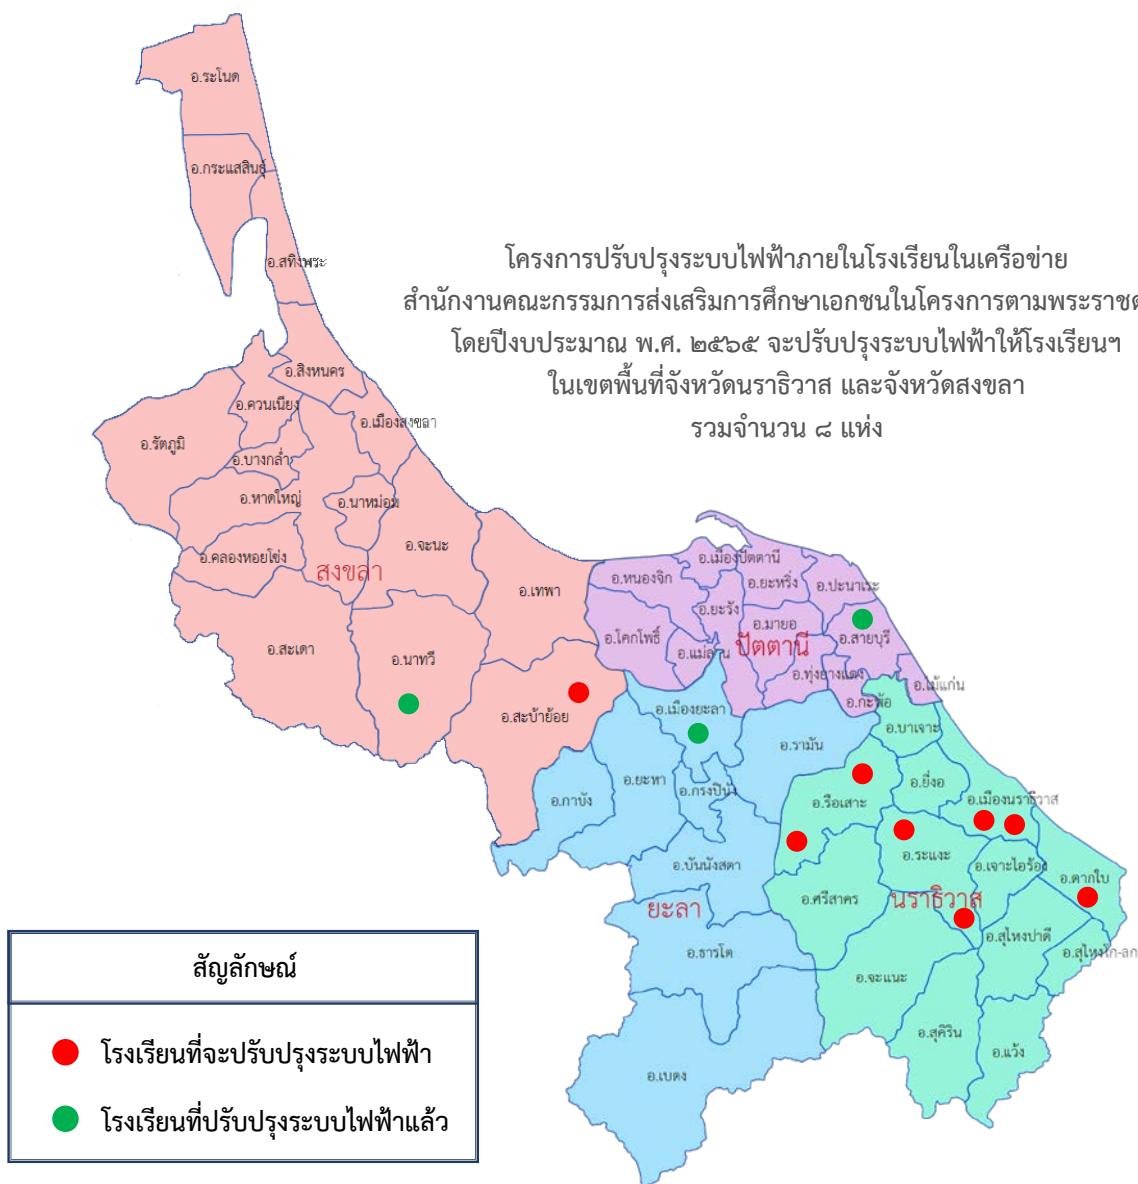 อ.ระโนด
อ.กระแสสินธุ์
อ.สทิงพระ
โครงการปรับปรุงระบบไฟฟ้าภายในโรงเรียนในเครือข่าย
สำนักงานคณะกรรมการส่งเสริมการศึกษาเอกชนในโครงการตามพระราชด
โดยปีงบประมาณ พ.ศ. ๒๕๖๕ จะปรับปรุงระบบไฟฟ้าให้โรงเรียนฯ
ในเขตพื้นที่จังหวัดนราธิวาส และจังหวัดสงขลา
รวมจำนวน ๘ แห่ง
อ.สิงหนคร
อ.ควนเนียง
อ.เมืองสงขลา
อ.รัตภูมิ
อ.บางกล่ำ
อ.หาดใหญ่
อ.นาหม่อม
อ.คลองหอยโข่ง
อ.จะนะ
สงขลา
อ.เทพา
อ.สะเดา
อ.นาทวี
อ.สะบ้าย้อย
อ.หนองจิก
อ.เมืองปัตตานี
อ.ยะหริ่ง
อ.ปะนาเระ
อ.ยะรัง
อ.มายอ
อ.สายบุรี
อ.โคกโพธิ์
อ.แม่ลาน
ปัตตานี
อ.ทุ่งยางแดง
อ.ไม้แก่น
อ.กะพ้อ
อ.เมืองยะลา
อ.รามัน
อ.บาเจาะ
อ.ยะหา
อ.กรงปินัง
อ.กาบัง
อ.ยี่งอ
อ.รือเสาะ
อ.เมืองนราธิวาส
อ.บันนังสตา
อ.ระแงะ
อ.เจาะไอร้อง
อ.ตากใบ
อ.ศรีสาคร
นราธิวาส
ยะลา
อ.ธารโต
อ.สุไหงปาดี
อ.สุไหงโก-ลก
อ.จะแนะ
อ.สุคิริน
อ.แว้ง
อ.เบตง
สัญลักษณ์
โรงเรียนที่จะปรับปรุงระบบไฟฟ้า
โรงเรียนที่ปรับปรุงระบบไฟฟ้าแล้ว